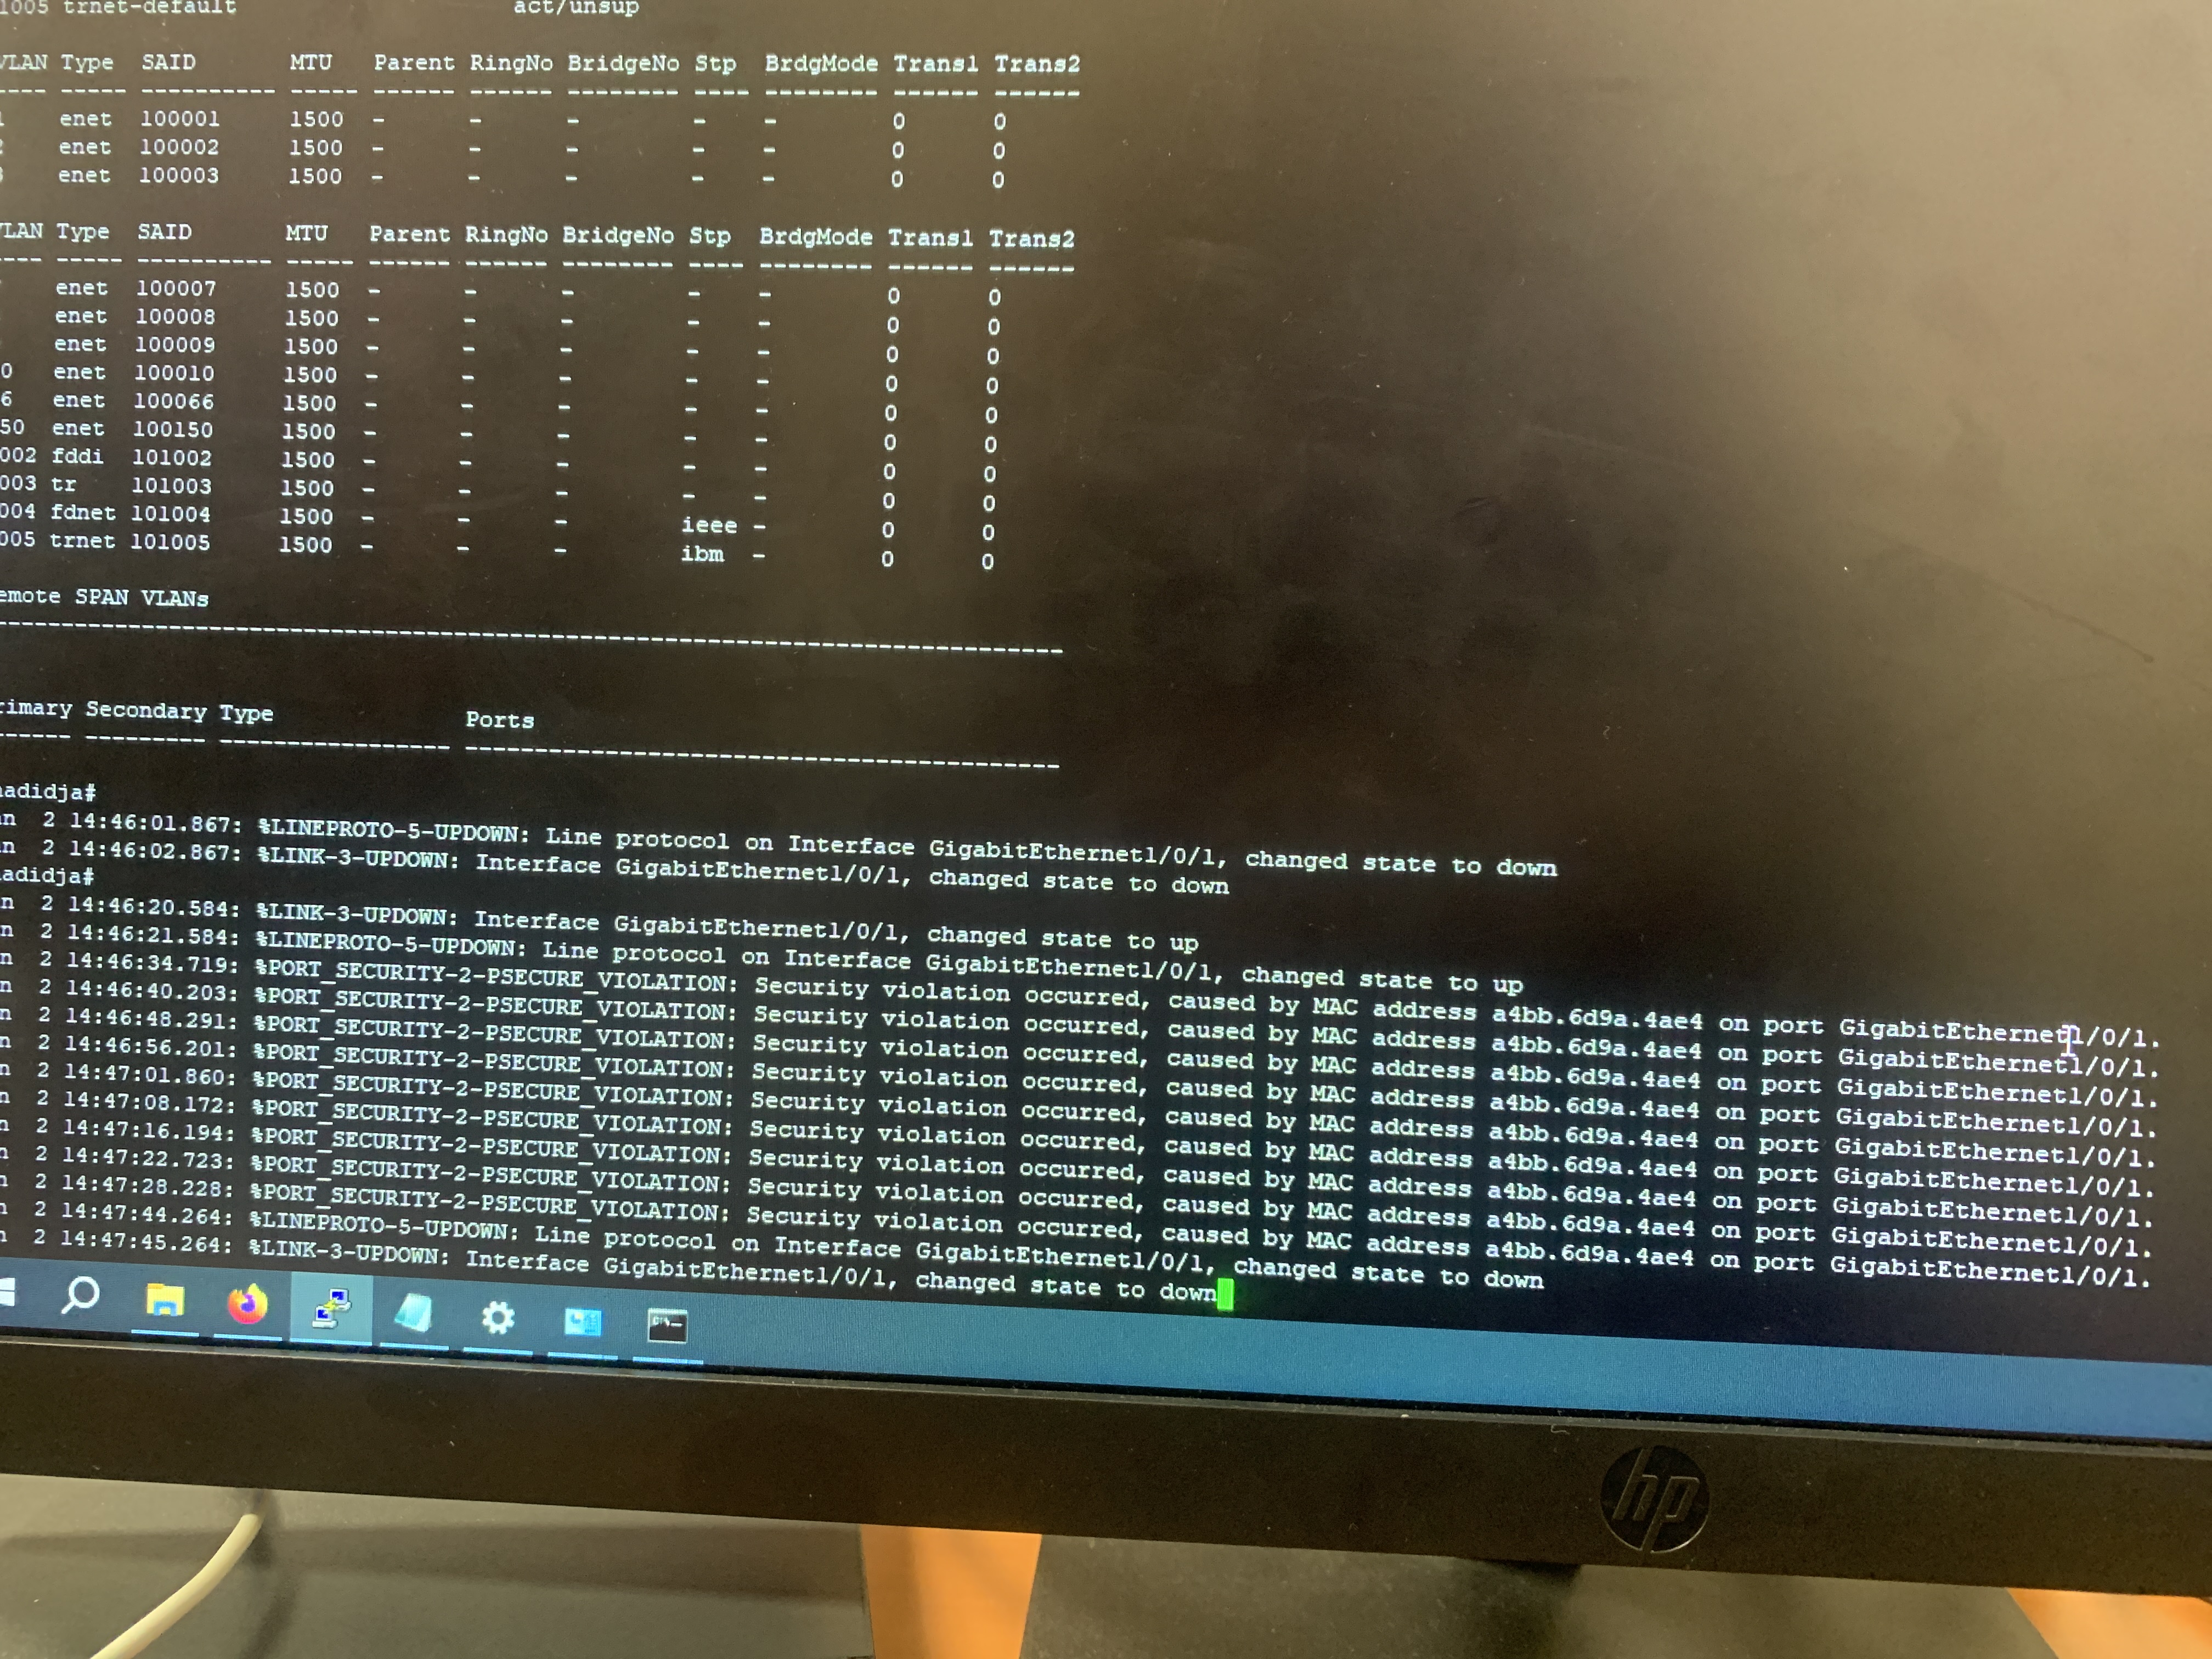 1005 trnet-default act/unsup
VLAN Type SAID MTU Parent RingNo BridgeNo Stp BrdgMode Trans1 Trans2
---- ----- ---------- ----- ------ ------ -------- ---- -------- ------ ------
1 enet 100001 1500 - - - - - 0 0
2 enet 100002 1500 - - - - - 0 0
3 enet 100003 1500 - - - - - 0 0
VLAN Type SAID MTU Parent RingNo BridgeNo Stp BrdgMode Trans1 Trans2
---- ----- ---------- ----- ------ ------ -------- ---- -------- ------ ------
enet 100007 1500 - - - - - 0 0
enet 100008 1500 - - - - - 0 0
enet 100009 1500 - - - - - 0 0
0 enet 100010 1500 - - - - - 0 0
6 enet 100066 1500 - - - - - 0 0
50 enet 100150 1500 - - - - - 0 0
002 fddi 101002 1500 - - - - - 0 0
003 tr 101003 1500 - - - - - 0 0
004 fdnet 101004 1500 - - - ieee - 0 0
005 trnet 101005 1500 - - - ibm - 0 0
emote SPAN VLANs
------------------------------------------------------------------------------
rimary Secondary Type Ports
------ --------- ----------------- ------------------------------------------
adidja#
n 2 14:46:01.867: %LINEPROTO-5-UPDOWN: Line protocol on Interface GigabitEthernet1/0/1, changed state to down
n 2 14:46:02.867: %LINK-3-UPDOWN: Interface GigabitEthernet1/0/1, changed state to down
adidja#
n 2 14:46:20.584: %LINK-3-UPDOWN: Interface GigabitEthernet1/0/1, changed state to up
n 2 14:46:21.584: %LINEPROTO-5-UPDOWN: Line protocol on Interface GigabitEthernet1/0/1, changed state to up
n 2 14:46:34.719: %PORT_SECURITY-2-PSECURE_VIOLATION: Security violation occurred, caused by MAC address a4bb.6d9a.4ae4 on port GigabitEthernet1/0/1.
n 2 14:46:40.203: %PORT_SECURITY-2-PSECURE_VIOLATION: Security violation occurred, caused by MAC address a4bb.6d9a.4ae4 on port GigabitEthernet1/0/1.
n 2 14:46:48.291: %PORT_SECURITY-2-PSECURE_VIOLATION: Security violation occurred, caused by MAC address a4bb.6d9a.4ae4 on port GigabitEthernet1/0/1.
n 2 14:46:56.201: %PORT_SECURITY-2-PSECURE_VIOLATION: Security violation occurred, caused by MAC address a4bb.6d9a.4ae4 on port GigabitEthernet1/0/1.
n 2 14:47:01.860: %PORT_SECURITY-2-PSECURE_VIOLATION: Security violation occurred, caused by MAC address a4bb.6d9a.4ae4 on port GigabitEthernet1/0/1.
n 2 14:47:08.172: %PORT_SECURITY-2-PSECURE_VIOLATION: Security violation occurred, caused by MAC address a4bb.6d9a.4ae4 on port GigabitEthernet1/0/1.
n 2 14:47:16.194: %PORT_SECURITY-2-PSECURE_VIOLATION: Security violation occurred, caused by MAC address a4bb.6d9a.4ae4 on port GigabitEthernet1/0/1.
n 2 14:47:22.723: %PORT_SECURITY-2-PSECURE_VIOLATION: Security violation occurred, caused by MAC address a4bb.6d9a.4ae4 on port GigabitEthernet1/0/1.
n 2 14:47:28.228: %PORT_SECURITY-2-PSECURE_VIOLATION: Security violation occurred, caused by MAC address a4bb.6d9a.4ae4 on port GigabitEthernet1/0/1.
n 2 14:47:44.264: %LINEPROTO-5-UPDOWN: Line protocol on Interface GigabitEthernet1/0/1, changed state to down
n 2 14:47:45.264: %LINK-3-UPDOWN: Interface GigabitEthernet1/0/1, changed state to down
hp